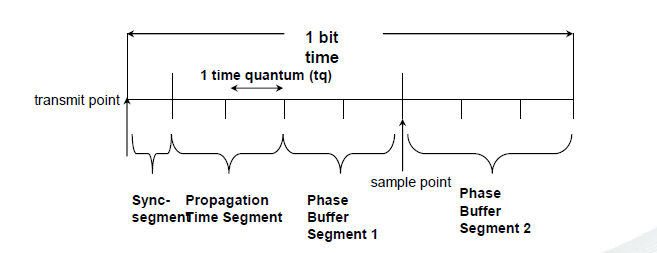 1 bit
time
1 time quantum (tq)
transmit point
sample point
Sync-
segment
Propagation
Time Segment
Phase
Buffer
Segment 1
Phase
Buffer
Segment 2